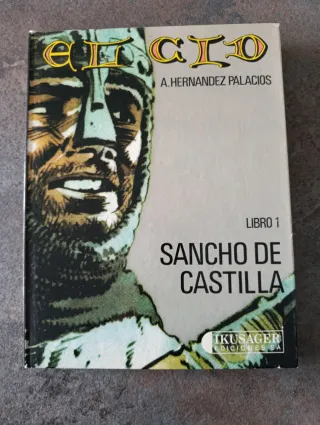 EL CID
A. HERNANDEZ PALACIOS
LIBRO 1
SANCHO DE
CASTILLA
IKUSAGER
EDICIONES, S.A.